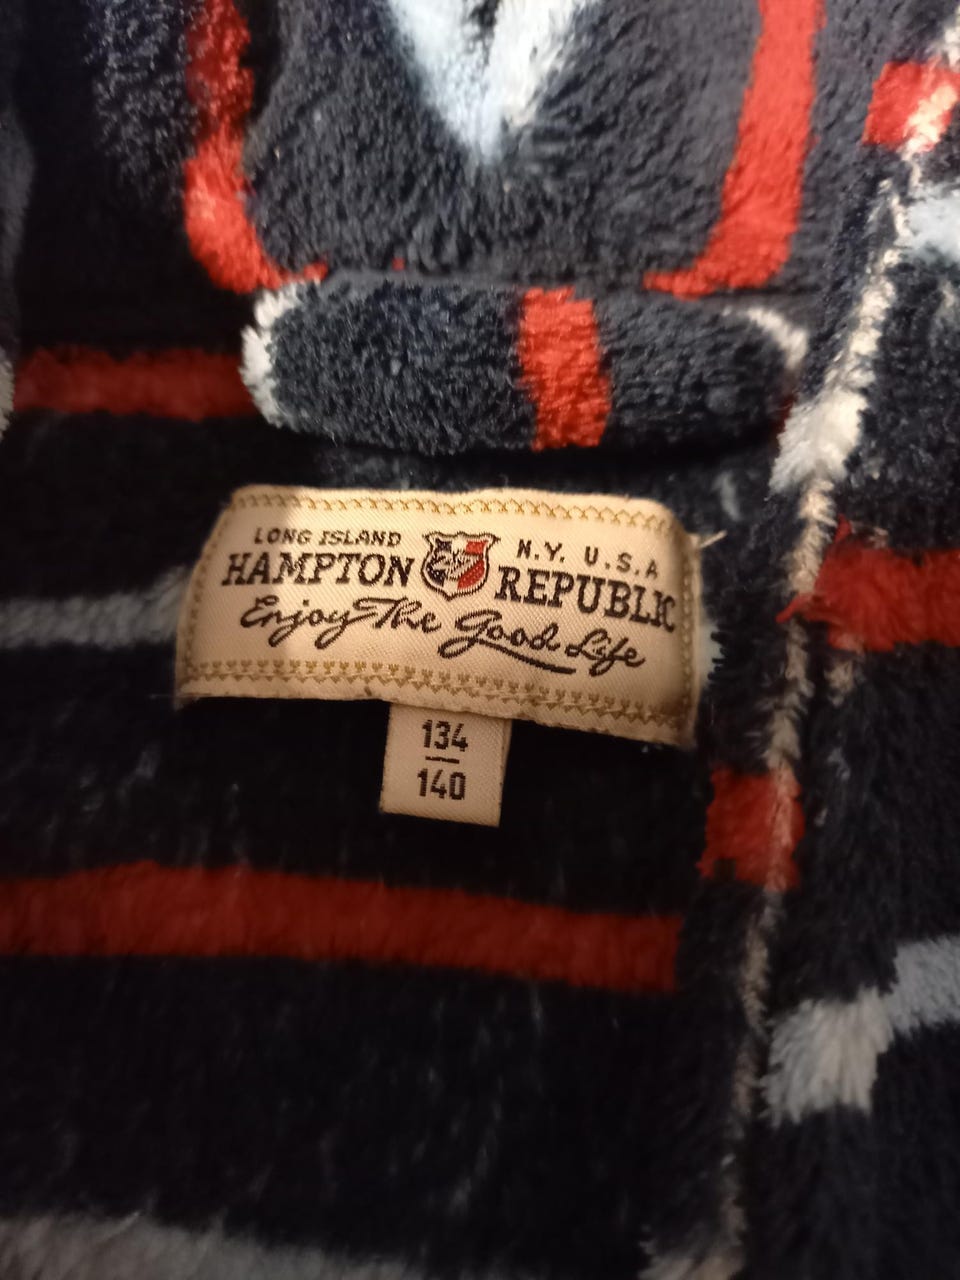 LONG ISLAND N.Y. U.S.A
HAMPTON REPUBLIC
Enjoy The Good Life
134
140